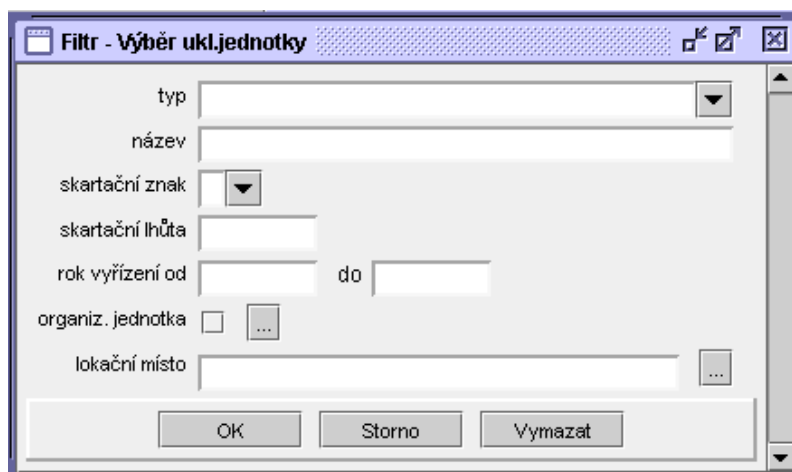 Filtr - Výběr ukl.jednotky
typ
název
skartační znak
skartační lhůta
rok vyřízení od do
organiz. jednotka ...
lokační místo ...
OK Storno Vymazat